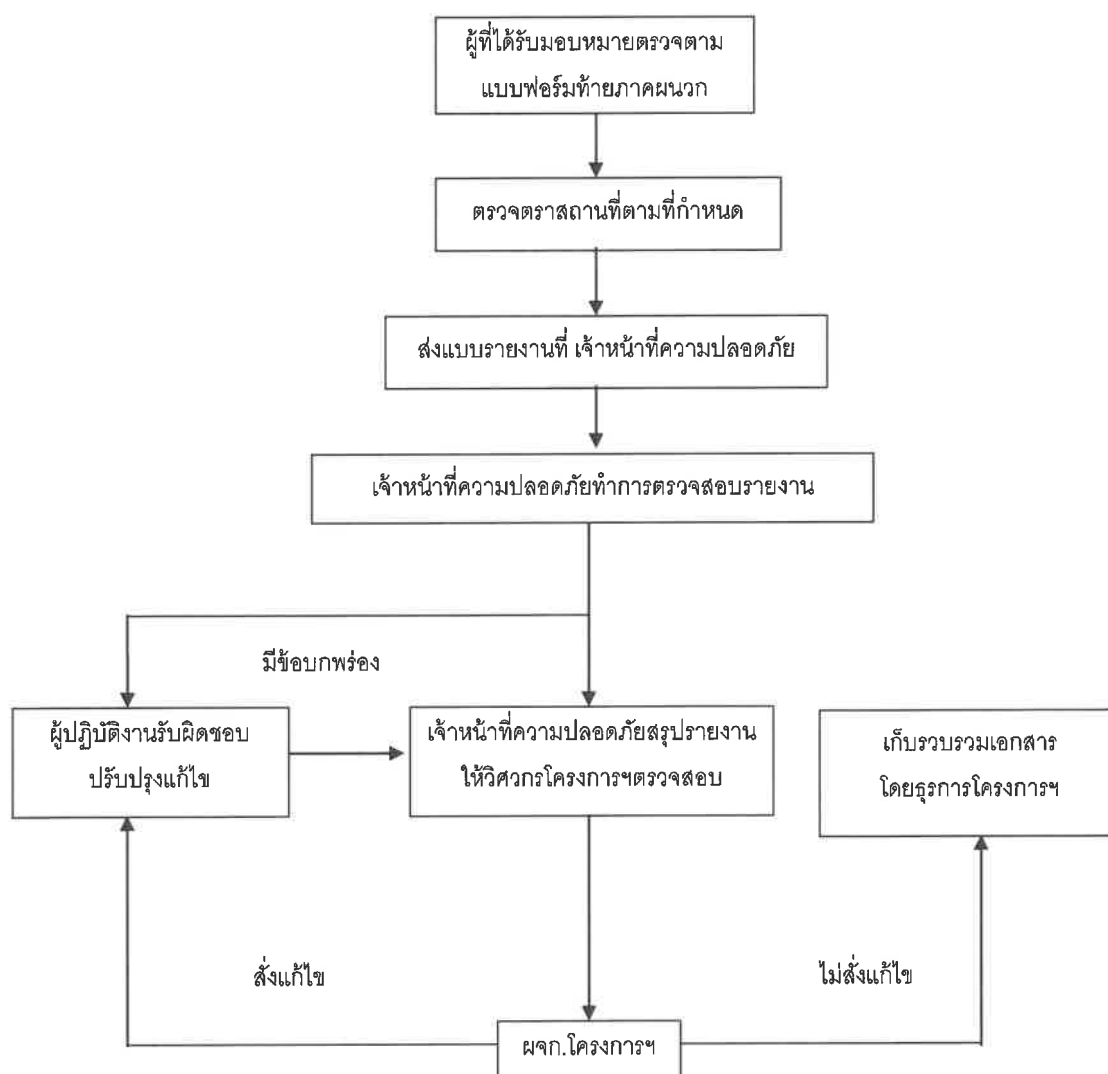 ผู้ที่ได้รับมอบหมายตรวจตาม
แบบฟอร์มท้ายภาคผนวก
ตรวจตราสถานที่ตามที่กำหนด
ส่งแบบรายงานที่ เจ้าหน้าที่ความปลอดภัย
เจ้าหน้าที่ความปลอดภัยทำการตรวจสอบรายงาน
มีข้อบกพร่อง
ผู้ปฏิบัติงานรับผิดชอบ
ปรับปรุงแก้ไข
เจ้าหน้าที่ความปลอดภัยสรุปรายงาน
ให้วิศวกรโครงการฯตรวจสอบ
เก็บรวบรวมเอกสาร
โดยธุรการโครงการฯ
สั่งแก้ไข
ไม่สั่งแก้ไข
ผจก.โครงการฯ